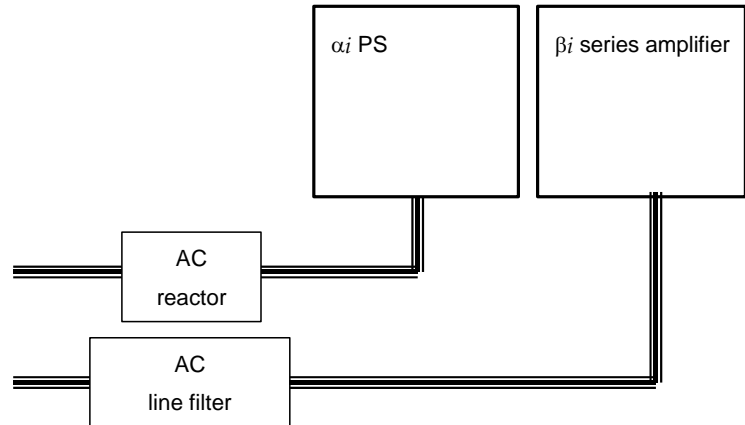 αi PS
βi series amplifier
AC
reactor
AC
line filter